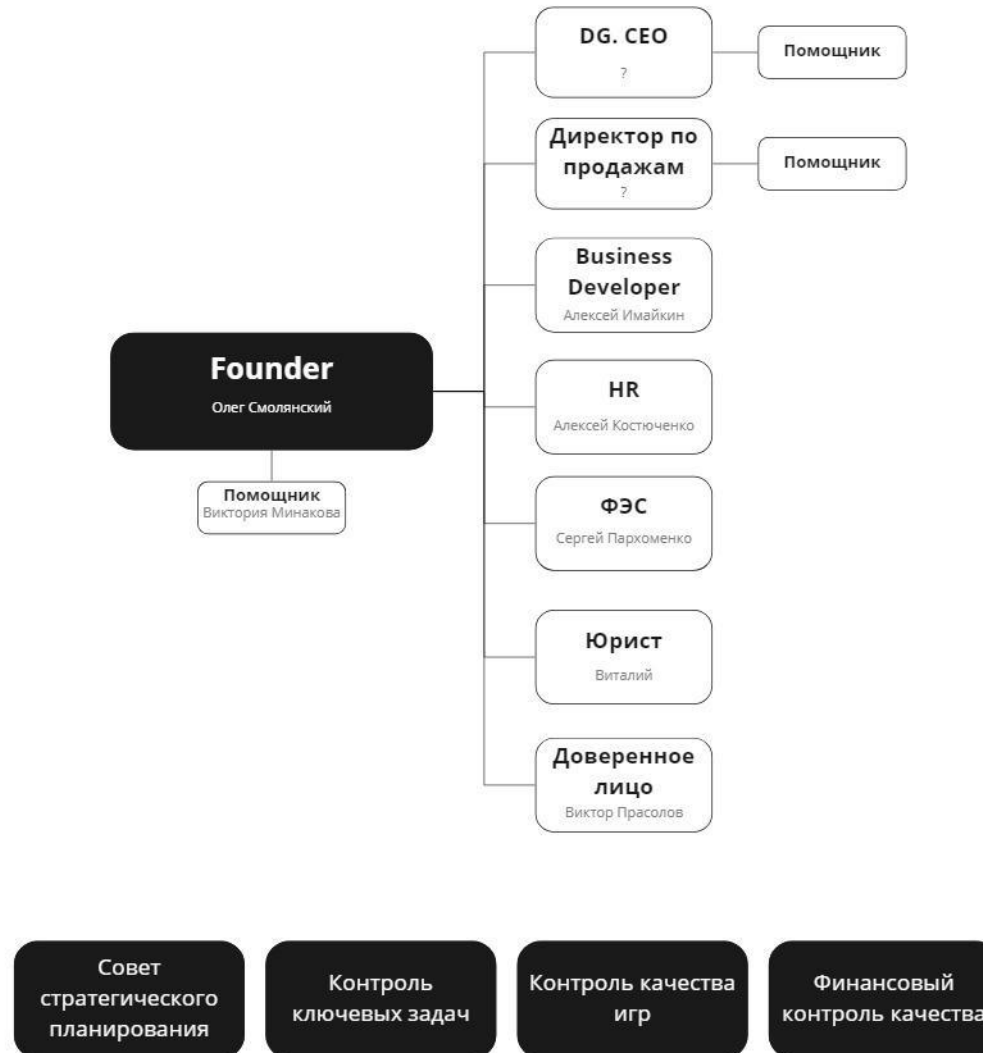 DG. CEO
?
Помощник
Директор по
продажам
?
Помощник
Business
Developer
Алексей Имайкин
Founder
Олег Смолянский
HR
Алексей Костюченко
Помощник
Виктория Минакова
ФЭС
Сергей Пархоменко
Юрист
Виталий
Доверенное
лицо
Виктор Прасолов
Совет
стратегического
планирования
Контроль
ключевых задач
Контроль качества
игр
Финансовый
контроль качества